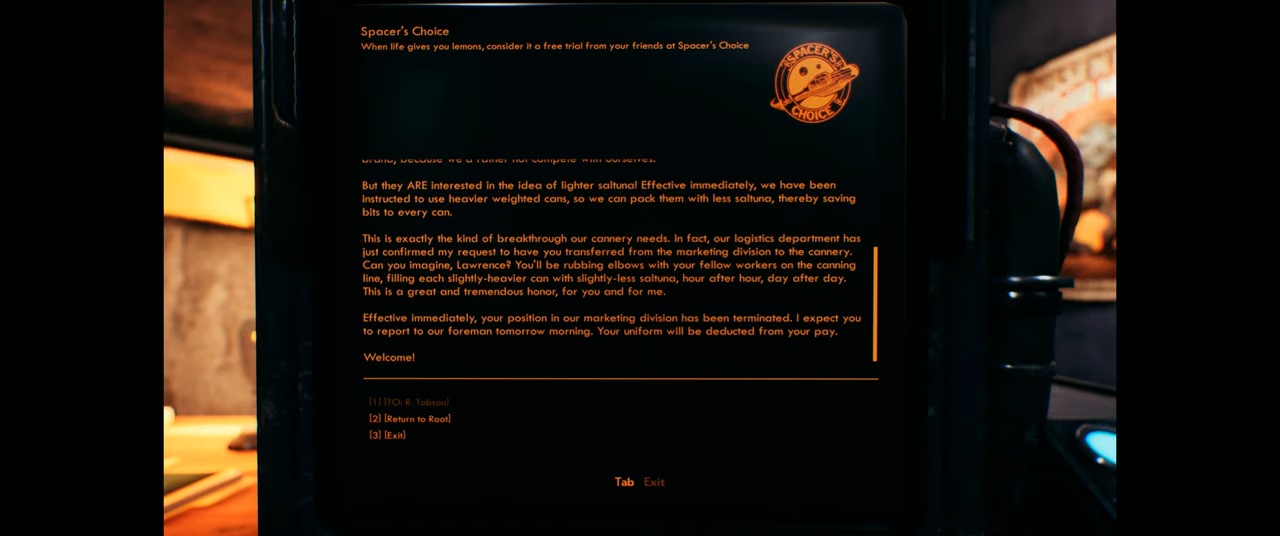 Spacer's Choice
When life gives you lemons, consider it a free trial from your friends at Spacer's Choice
SPACER'S
CHOICE
brand, because we'd rather not compete with ourselves.
But they ARE interested in the idea of lighter saltuna! Effective immediately, we have been
instructed to use heavier weighted cans, so we can pack them with less saltuna, thereby saving
bits to every can.
This is exactly the kind of breakthrough our cannery needs. In fact, our logistics department has
just confirmed my request to have you transferred from the marketing division to the cannery.
Can you imagine, Lawrence? You'll be rubbing elbows with your fellow workers on the canning
line, filling each slightly-heavier can with slightly-less saltuna, hour after hour, day after day.
This is a great and tremendous honor, for you and for me.
Effective immediately, your position in our marketing division has been terminated. I expect you
to report to our foreman tomorrow morning. Your uniform will be deducted from your pay.
Welcome!
[1] [TO: R. Tobson]
[2] [Return to Root]
[3] [Exit]
Tab Exit